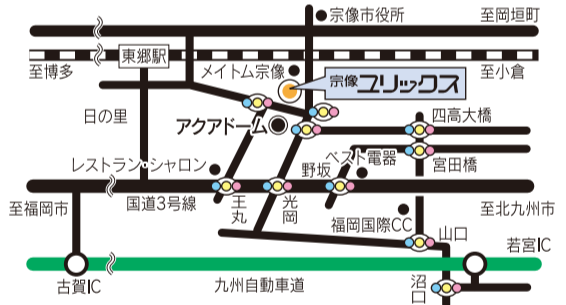 宗像市役所
至岡垣町
東郷駅
至博多
メイトム宗像
宗像ユリックス
至小倉
日の里
アクアドーム
四高大橋
レストラン・シャロン
ベスト電器
野坂
宮田橋
国道3号線
王丸
光岡
至福岡市
福岡国際CC
至北九州市
山口
若宮IC
古賀IC
九州自動車道
沼口